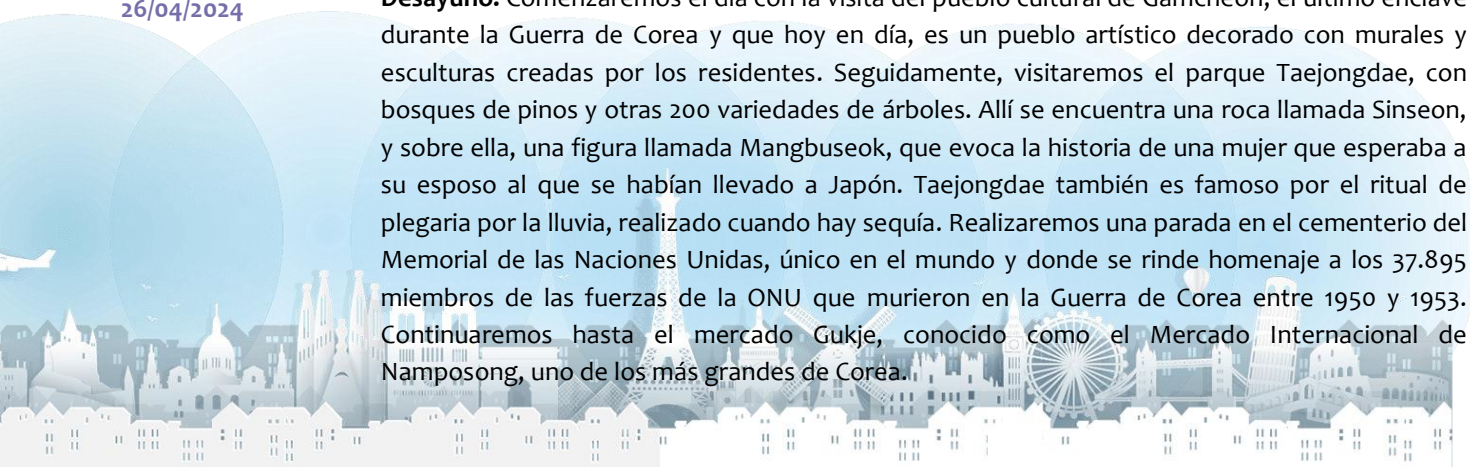 26/04/2024
Desayuno. Comenzaremos el día con la visita del pueblo cultural de Gamcheon, el último enclave
durante la Guerra de Corea y que hoy en día, es un pueblo artístico decorado con murales y
esculturas creadas por los residentes. Seguidamente, visitaremos el parque Taejongdae, con
bosques de pinos y otras 200 variedades de árboles. Allí se encuentra una roca llamada Sinseon,
y sobre ella, una figura llamada Mangbuseok, que evoca la historia de una mujer que esperaba a
su esposo al que se habían llevado a Japón. Taejongdae también es famoso por el ritual de
plegaria por la lluvia, realizado cuando hay sequía. Realizaremos una parada en el cementerio del
Memorial de las Naciones Unidas, único en el mundo y donde se rinde homenaje a los 37.895
miembros de las fuerzas de la ONU que murieron en la Guerra de Corea entre 1950 y 1953.
Continuaremos hasta el mercado Gukje, conocido como el Mercado Internacional de
Namposong, uno de los más grandes de Corea.